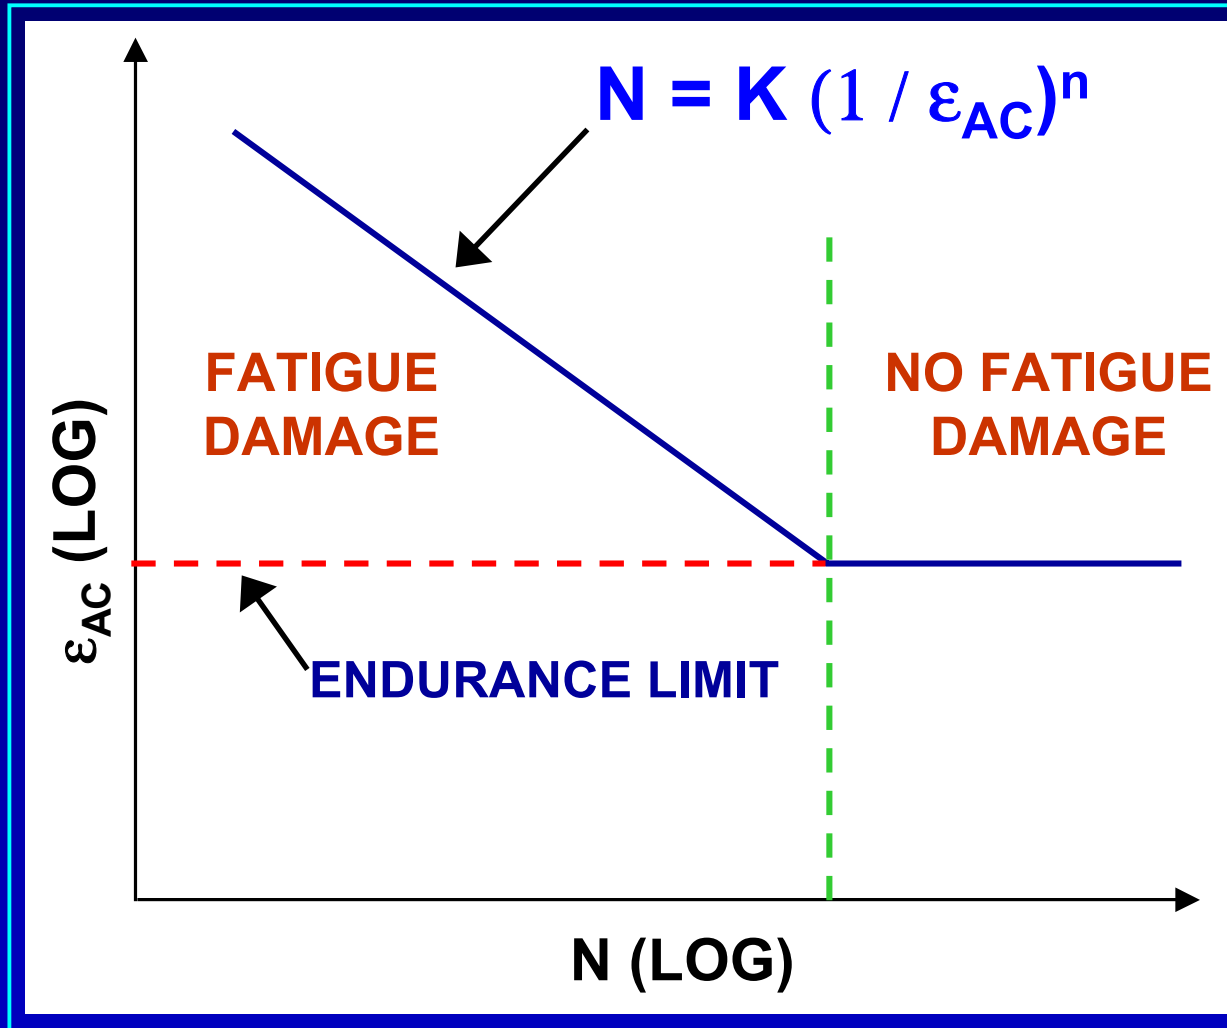 N = K (1 / εAC)n
FATIGUE
DAMAGE
NO FATIGUE
DAMAGE
εAC (LOG)
ENDURANCE LIMIT
N (LOG)